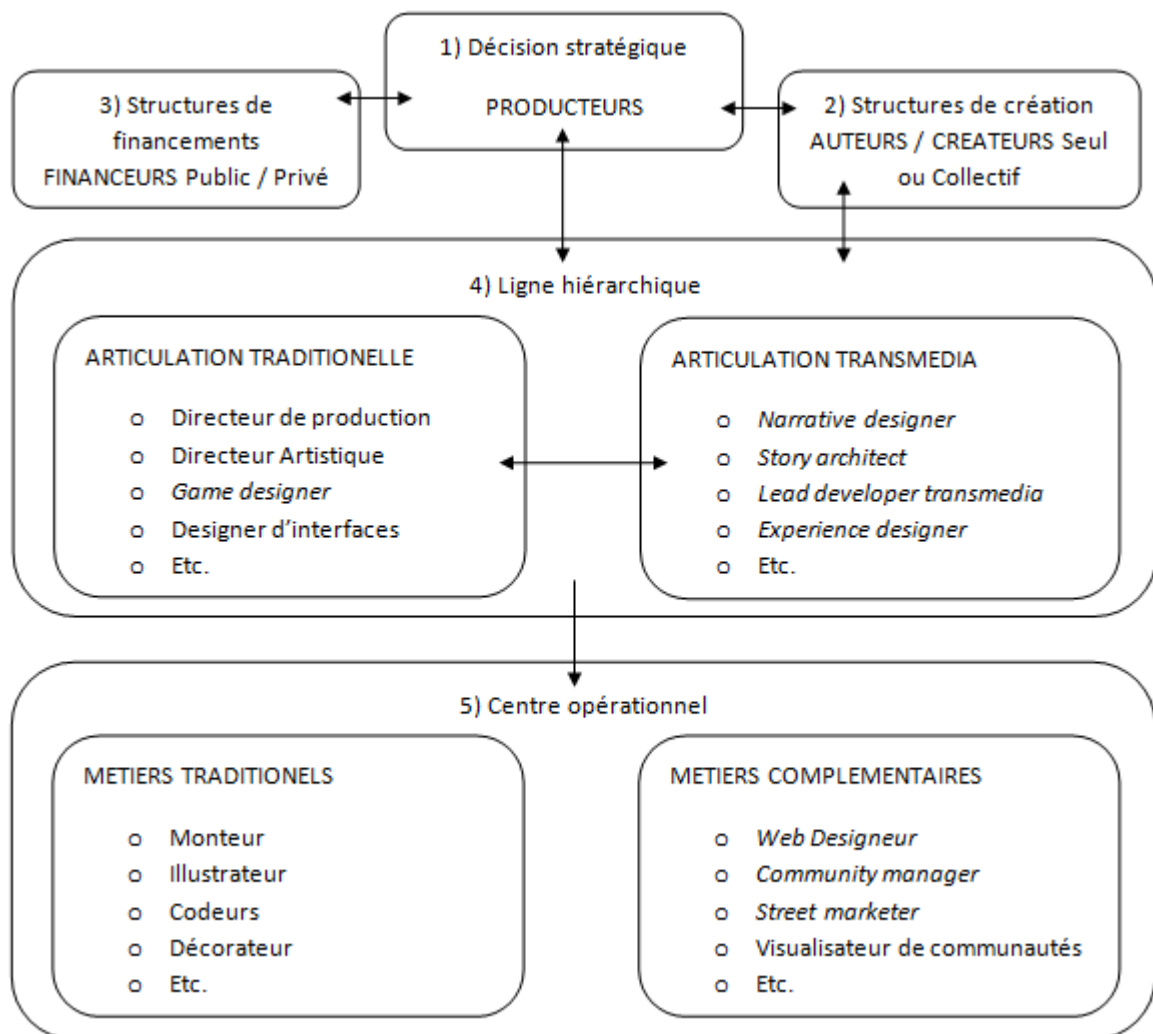 1) Décision stratégique
PRODUCTEURS
3) Structures de
financements
FINANCEURS Public / Privé
2) Structures de création
AUTEURS / CREATEURS Seul
ou Collectif
4) Ligne hiérarchique
ARTICULATION TRADITIONELLE
o Directeur de production
o Directeur Artistique
o Game designer
o Designer d’interfaces
o Etc.
ARTICULATION TRANSMEDIA
o Narrative designer
o Story architect
o Lead developer transmedia
o Experience designer
o Etc.
5) Centre opérationnel
METIERS TRADITIONELS
o Monteur
o Illustrateur
o Codeurs
o Décorateur
o Etc.
METIERS COMPLEMENTAIRES
o Web Designeur
o Community manager
o Street marketer
o Visualisateur de communautés
o Etc.